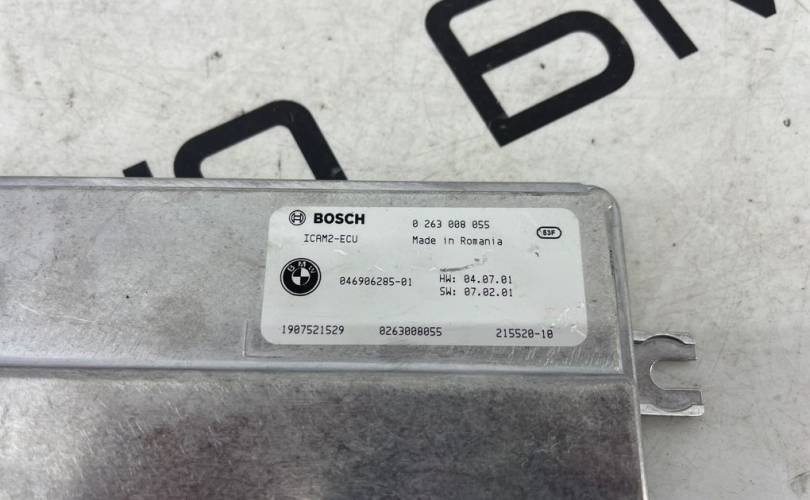 BOSCH
0 263 008 055
ICAM2-ECU
Made in Romania
83F
BMW
046906285-01
HW: 04.07.01
SW: 07.02.01
1907521529
0263008055
215520-10